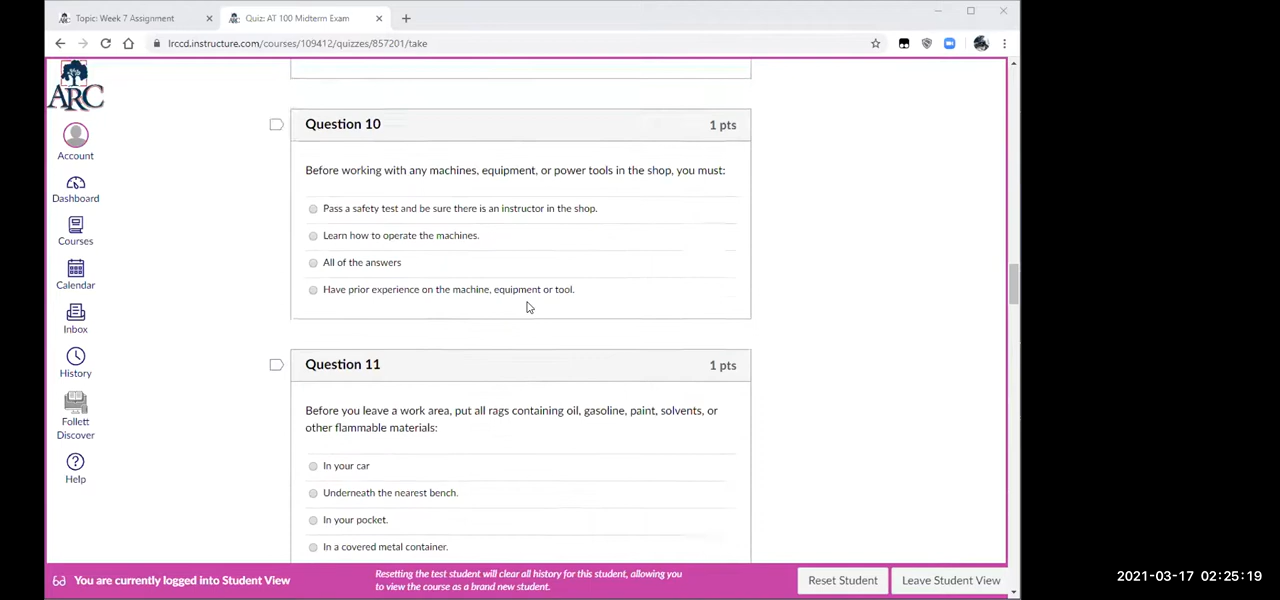 Topic: Week 7 Assignment
Quiz: AT 100 Midterm Exam
lrccd.instructure.com/courses/109412/quizzes/857201/take
ARC
Account
Dashboard
Courses
Calendar
Inbox
History
Follett
Discover
Help
Question 10
1 pts
Before working with any machines, equipment, or power tools in the shop, you must:
Pass a safety test and be sure there is an instructor in the shop.
Learn how to operate the machines.
All of the answers
Have prior experience on the machine, equipment or tool.
Question 11
1 pts
Before you leave a work area, put all rags containing oil, gasoline, paint, solvents, or
other flammable materials:
In your car
Underneath the nearest bench.
In your pocket.
In a covered metal container.
You are currently logged into Student View
Resetting the test student will clear all history for this student, allowing you
to view the course as a brand new student.
Reset Student
Leave Student View
2021-03-17 02:25:19